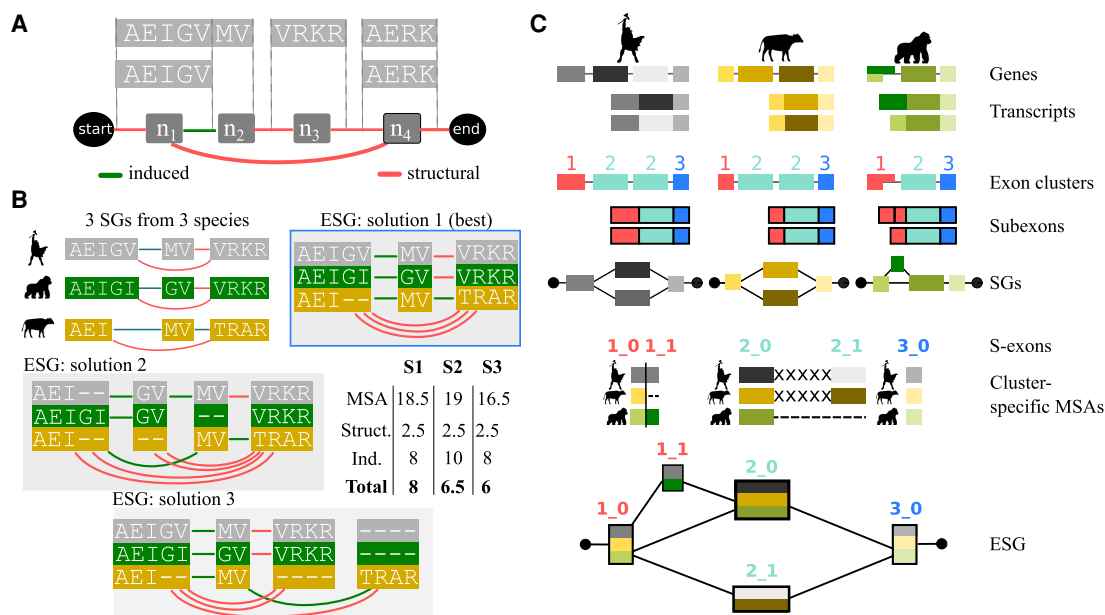 A
AEIGV MV VRKR AERK
AEIGV AERK
start n1 n2 n3 n4 end
induced structural
B
3 SGs from 3 species
AEIGV MV VRKR
AEIGI GV VRKR
AEI MV TRAR
ESG: solution 1 (best)
AEIGV MV VRKR
AEIGI GV VRKR
AEI-- MV TRAR
ESG: solution 2
AEI-- GV MV VRKR
AEIGI GV -- VRKR
AEI-- -- MV TRAR
S1 S2 S3
MSA 18.5 19 16.5
Struct. 2.5 2.5 2.5
Ind. 8 10 8
Total 8 6.5 6
ESG: solution 3
AEIGV MV VRKR ----
AEIGI GV VRKR ----
AEI-- MV ---- TRAR
C
Genes
Transcripts
1 2 2 3 1 2 2 3 1 2 3
Exon clusters
Subexons
SGs
S-exons
1_0 1_1 2_0 2_1 3_0
XXXXX
XXXXX
Cluster-
specific MSAs
1_1 2_0
1_0 3_0
ESG
2_1